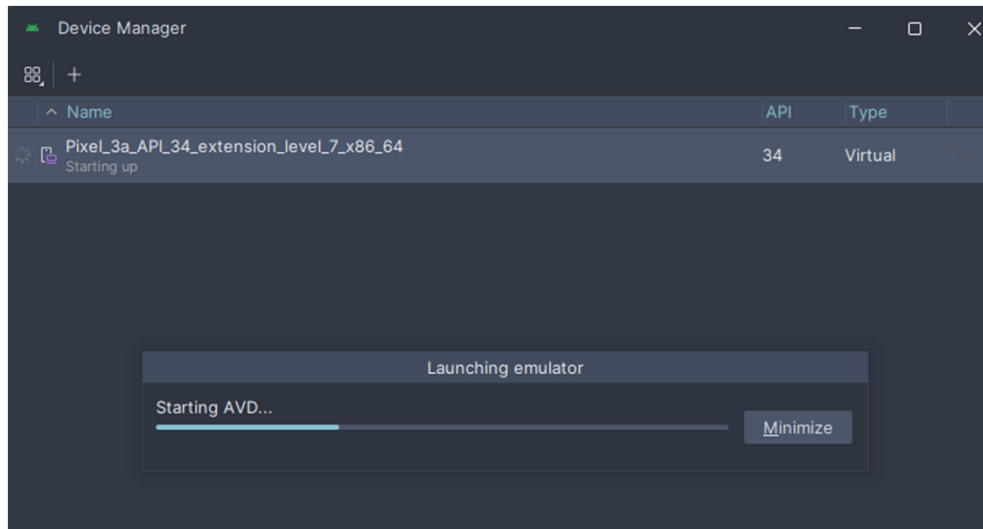 Device Manager
Name API Type
Pixel_3a_API_34_extension_level_7_x86_64 34 Virtual
Starting up
Launching emulator
Starting AVD...
Minimize